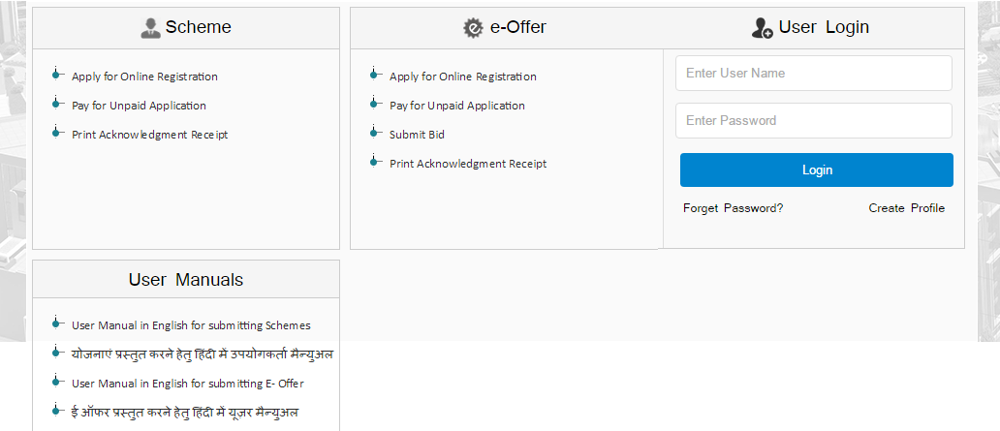 Scheme
Apply for Online Registration
Pay for Unpaid Application
Print Acknowledgment Receipt
e-Offer
Apply for Online Registration
Pay for Unpaid Application
Submit Bid
Print Acknowledgment Receipt
User Login
Enter User Name
Enter Password
Login
Forget Password?
Create Profile
User Manuals
User Manual in English for submitting Schemes
योजनाएं प्रस्तुत करने हेतु हिंदी में उपयोगकर्ता मैन्युअल
User Manual in English for submitting E- Offer
ई ऑफर प्रस्तुत करने हेतु हिंदी में यूजर मैन्युअल